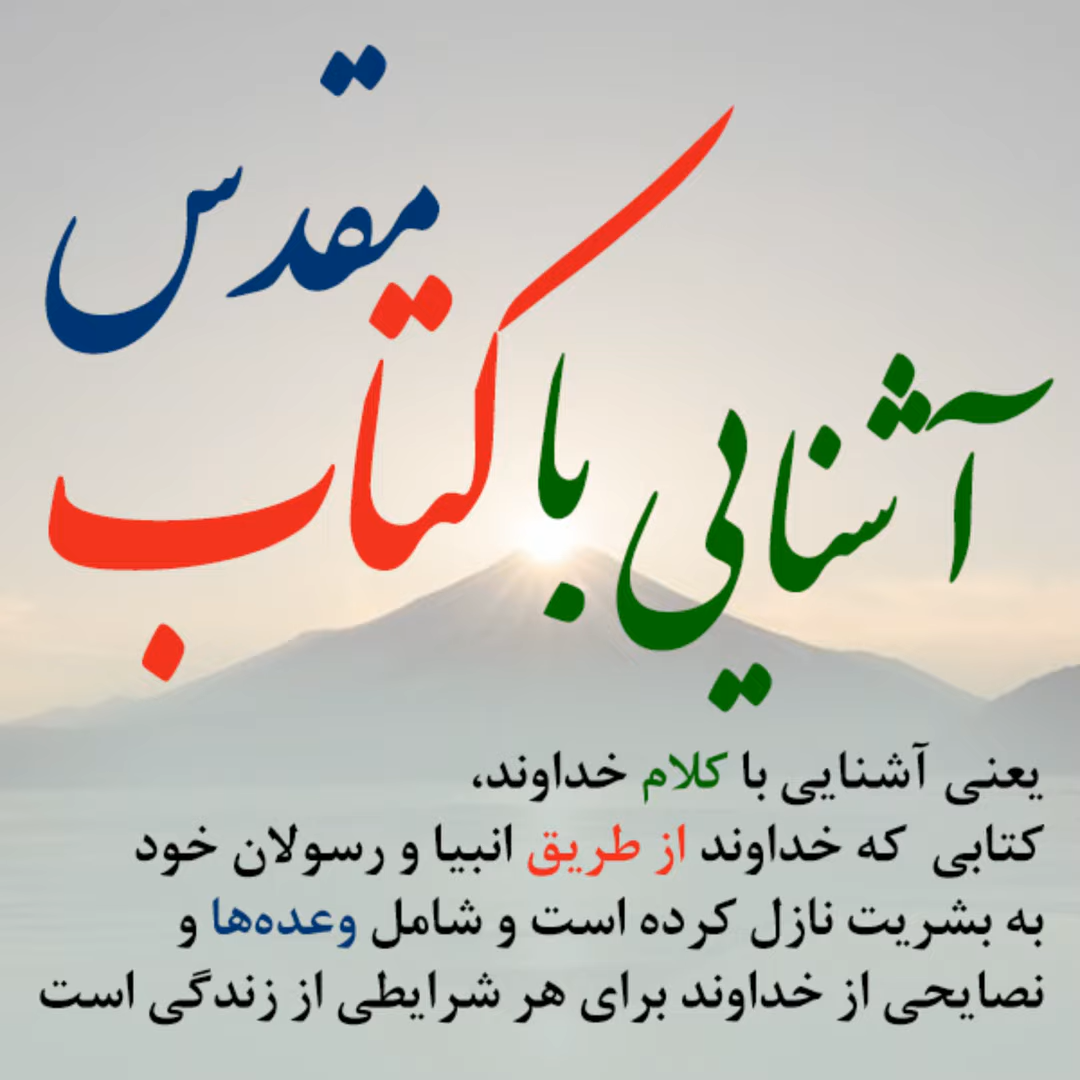 آشنایی با کتاب مقدس
یعنی آشنایی با کلام خداوند،
کتابی که خداوند از طریق انبیا و رسولان خود
به بشریت نازل کرده است و شامل وعده‌ها و
نصایحی از خداوند برای هر شرایطی از زندگی است